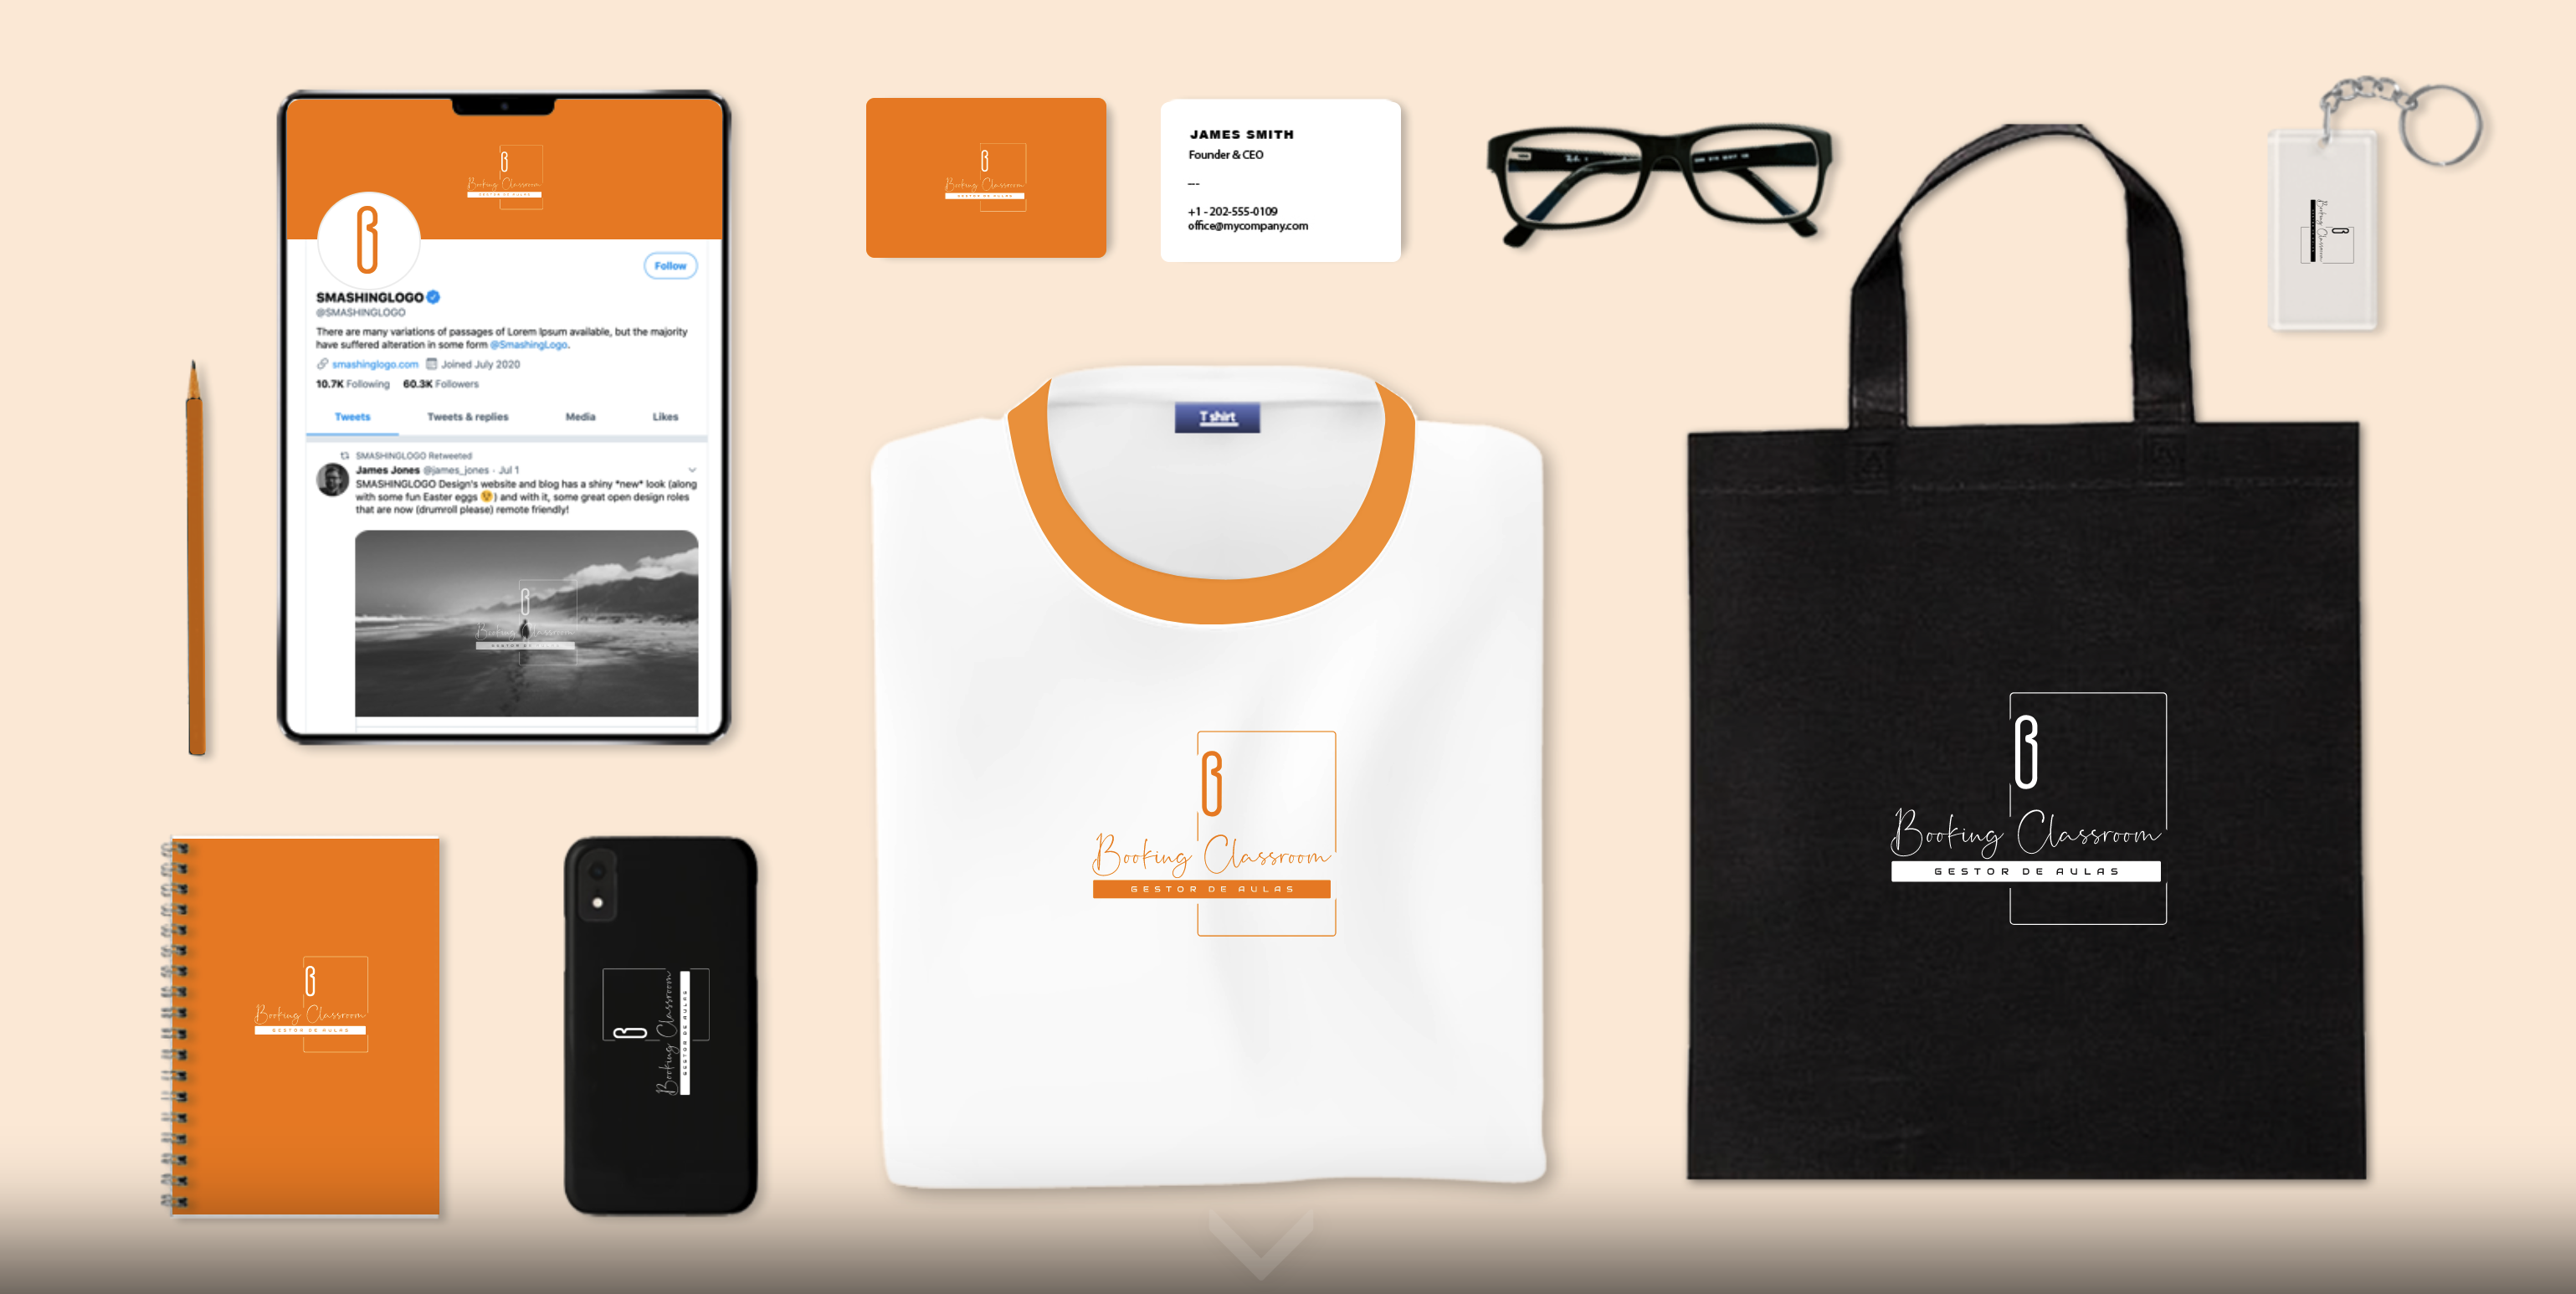 Booking Classroom
GESTOR DE AULAS
Follow
SMASHINGLOGO
@SMASHINGLOGO
There are many variations of passages of Lorem Ipsum available, but the majority
have suffered alteration in some form @SmashingLogo.
smashinglogo.com Joined July 2020
10.7K Following 60.3K Followers
Tweets Tweets & replies Media Likes
SMASHINGLOGO Retweeted
James Jones @james_jones · Jul 1
SMASHINGLOGO Design's website and blog has a shiny *new* look (along
with some fun Easter eggs 😉) and with it, some great open design roles
that are now (drumroll please) remote friendly!
Booking Classroom
GESTOR DE AULAS
Booking Classroom
GESTOR DE AULAS
JAMES SMITH
Founder & CEO
---
+1 - 202-555-0109
office@mycompany.com
Booking Classroom
T shirt
Booking Classroom
GESTOR DE AULAS
Booking Classroom
GESTOR DE AULAS
Booking Classroom
GESTOR DE AULAS
Booking Classroom
GESTOR DE AULAS